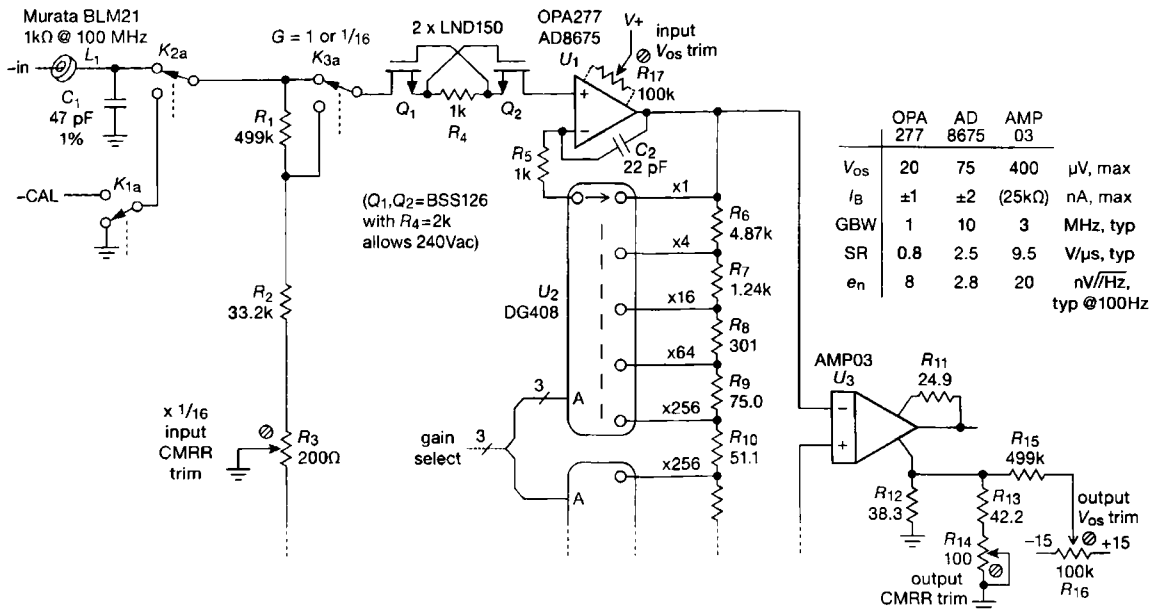 Murata BLM21
1kΩ @ 100 MHz
L1
–in
C1
47 pF
1%
K2a
–CAL
K1a
G = 1 or 1/16
K3a
R1
499k
R2
33.2k
x 1/16
input
CMRR
trim
R3
200Ω
2 x LND150
Q1
1k
R4
Q2
(Q1,Q2=BSS126
with R4=2k
allows 240Vac)
OPA277
AD8675
U1
V+
input
Vos trim
R17
100k
+
–
C2
22 pF
R5
1k
U2
DG408
x1
x4
x16
x64
x256
x256
R6
4.87k
R7
1.24k
R8
301
R9
75.0
R10
51.1
gain
select
3
3
A
3
A
OPA 277 AD 8675 AMP 03
Vos 20 75 400 μV, max
IB ±1 ±2 (25kΩ) nA, max
GBW 1 10 3 MHz, typ
SR 0.8 2.5 9.5 V/μs, typ
en 8 2.8 20 nV/√Hz,
typ @100Hz
AMP03
U3
–
+
R11
24.9
R12
38.3
R13
42.2
R14
100
output
CMRR trim
R15
499k
output
Vos trim
–15
+15
100k
R16